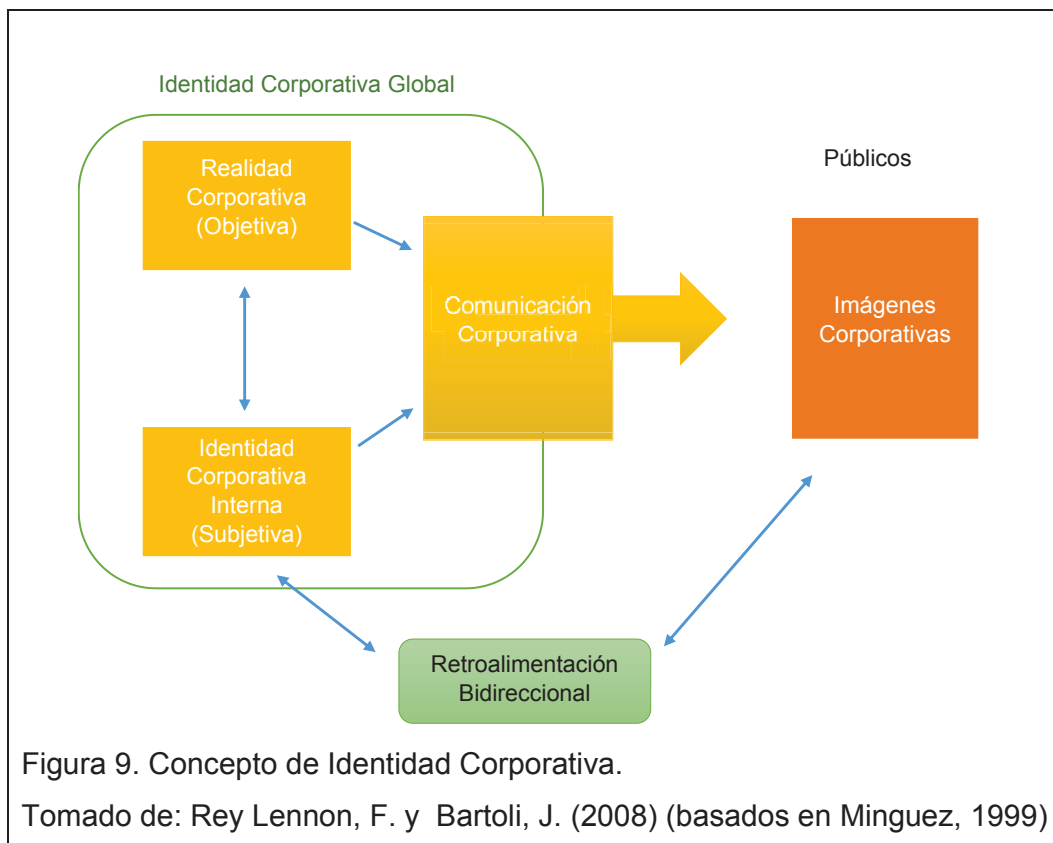 Identidad Corporativa Global
Realidad
Corporativa
(Objetiva)
Públicos
Comunicación
Corporativa
Imágenes
Corporativas
Identidad
Corporativa
Interna
(Subjetiva)
Retroalimentación
Bidireccional
Figura 9. Concepto de Identidad Corporativa.
Tomado de: Rey Lennon, F. y Bartoli, J. (2008) (basados en Minguez, 1999)